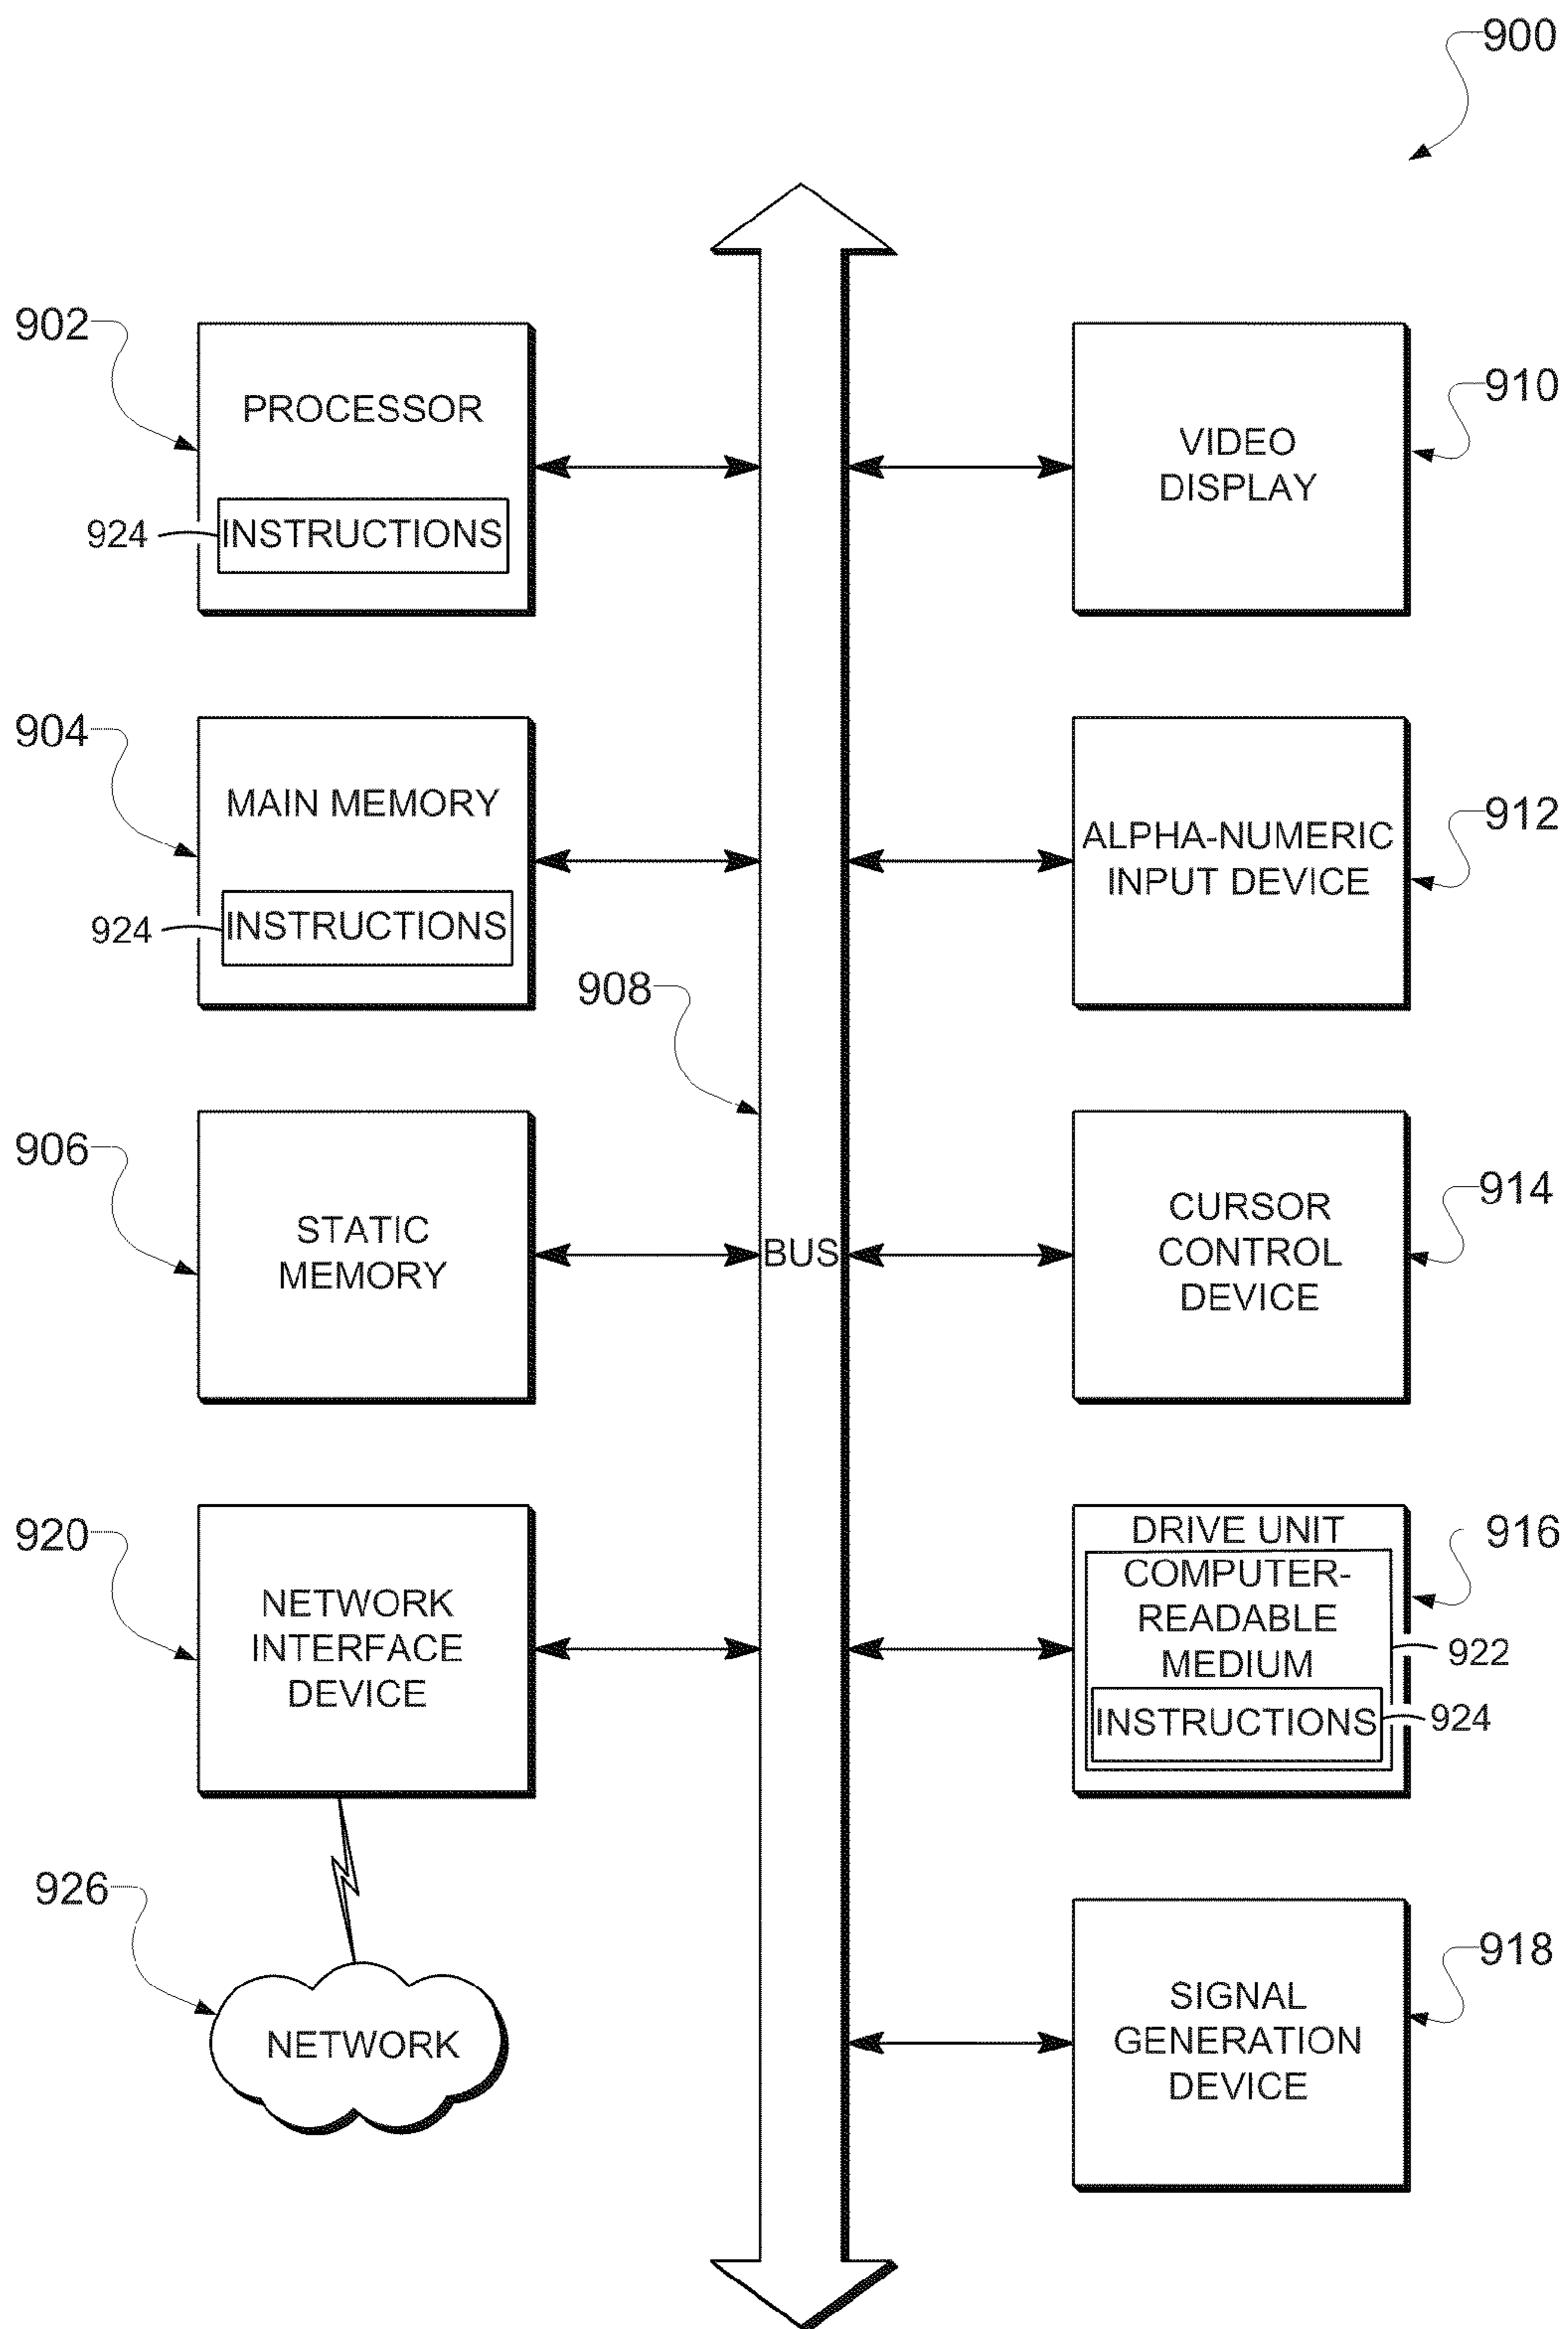 900
902
PROCESSOR
924
INSTRUCTIONS
910
VIDEO
DISPLAY
904
MAIN MEMORY
924
INSTRUCTIONS
912
ALPHA-NUMERIC
INPUT DEVICE
908
BUS
906
STATIC
MEMORY
914
CURSOR
CONTROL
DEVICE
920
NETWORK
INTERFACE
DEVICE
916
DRIVE UNIT
COMPUTER-
READABLE
MEDIUM
922
INSTRUCTIONS
924
926
NETWORK
918
SIGNAL
GENERATION
DEVICE